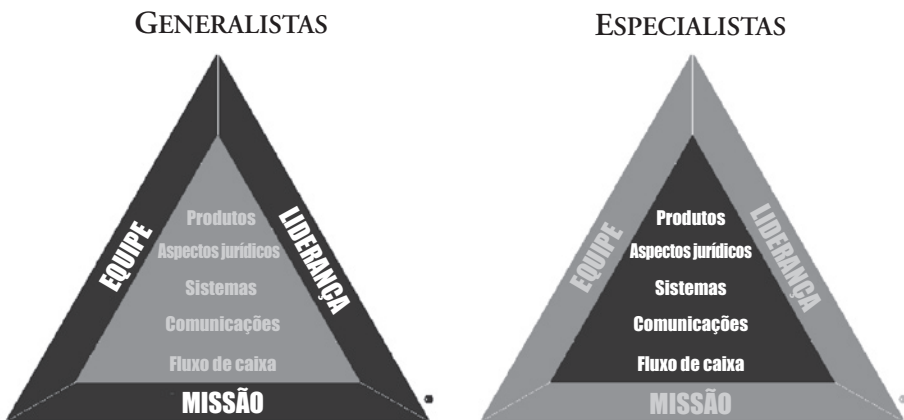 GENERALISTAS
EQUIPE
LIDERANÇA
Produtos
Aspectos jurídicos
Sistemas
Comunicações
Fluxo de caixa
MISSÃO
ESPECIALISTAS
EQUIPE
LIDERANÇA
Produtos
Aspectos jurídicos
Sistemas
Comunicações
Fluxo de caixa
MISSÃO